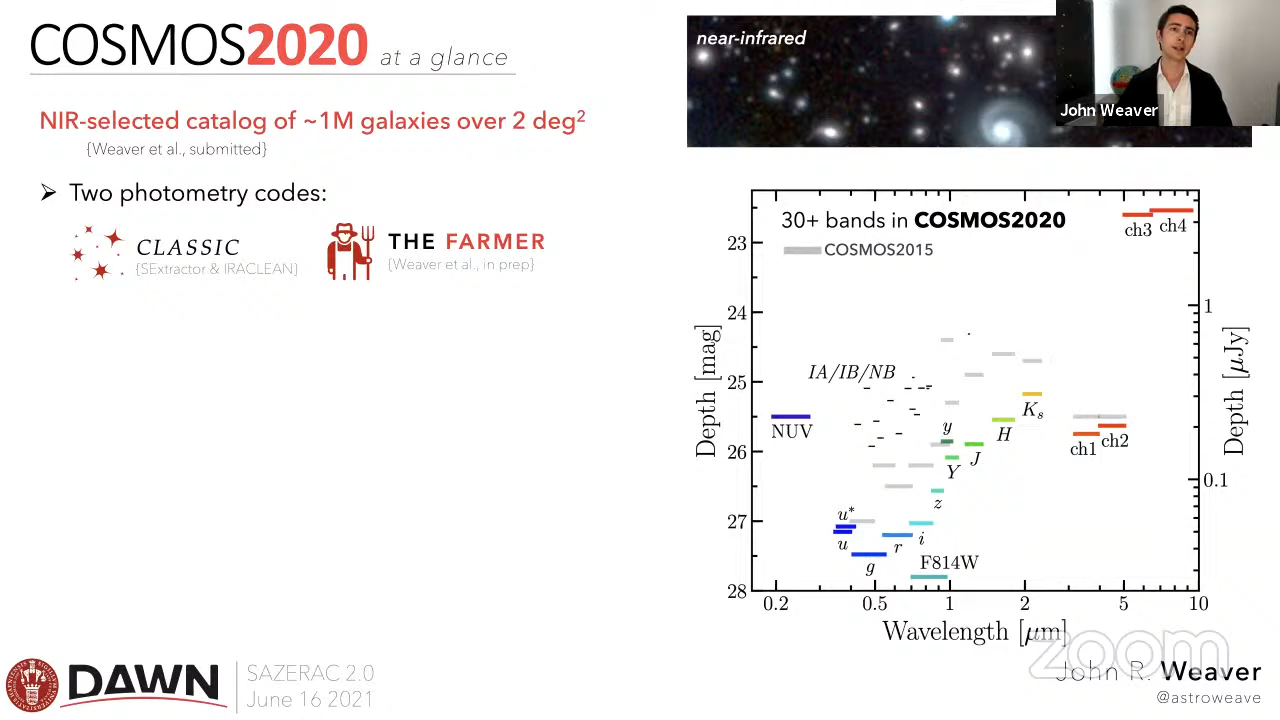 COSMOS2020 at a glance
NIR-selected catalog of ~1M galaxies over 2 deg²
{Weaver et al., submitted}
➢ Two photometry codes:
CLASSIC
{SExtractor & IRACLEAN}
THE FARMER
{Weaver et al., in prep}
near-infrared
John Weaver
30+ bands in COSMOS2020
COSMOS2015
ch3
ch4
IA/IB/NB
NUV
K_s
H
y
J
Y
ch1
ch2
z
u*
u
r
i
g
F814W
Depth [mag]
23
24
25
26
27
28
Depth [μJy]
1
0.1
0.2
0.5
1
2
5
10
Wavelength [μm]
zoom
DAWN
SAZERAC 2.0
June 16 2021
John R. Weaver
@astroweave